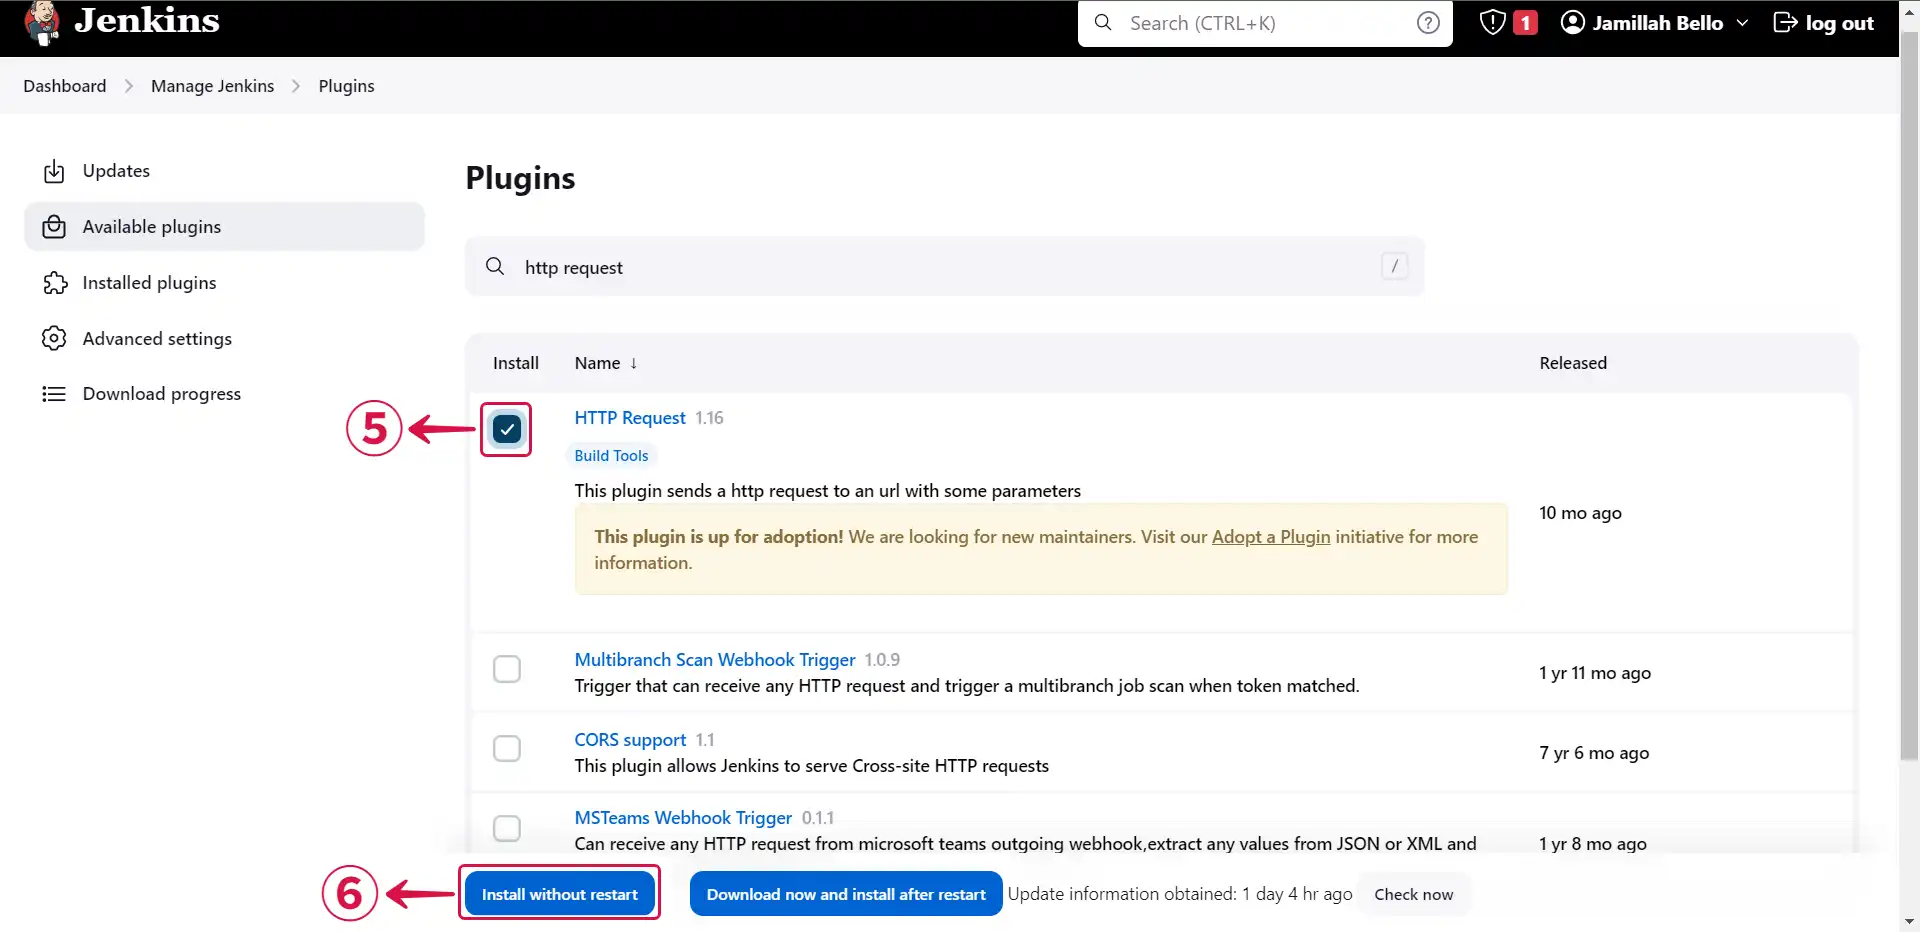 Jenkins
Search (CTRL+K)
?
1
Jamillah Bello
log out
Dashboard
Manage Jenkins
Plugins
Updates
Available plugins
Installed plugins
Advanced settings
Download progress
Plugins
http request
/
Install
Name ↓
Released
5
HTTP Request 1.16
Build Tools
This plugin sends a http request to an url with some parameters
This plugin is up for adoption! We are looking for new maintainers. Visit our Adopt a Plugin initiative for more
information.
10 mo ago
Multibranch Scan Webhook Trigger 1.0.9
Trigger that can receive any HTTP request and trigger a multibranch job scan when token matched.
1 yr 11 mo ago
CORS support 1.1
This plugin allows Jenkins to serve Cross-site HTTP requests
7 yr 6 mo ago
MSTeams Webhook Trigger 0.1.1
Can receive any HTTP request from microsoft teams outgoing webhook,extract any values from JSON or XML and
1 yr 8 mo ago
6
Install without restart
Download now and install after restart
Update information obtained: 1 day 4 hr ago
Check now